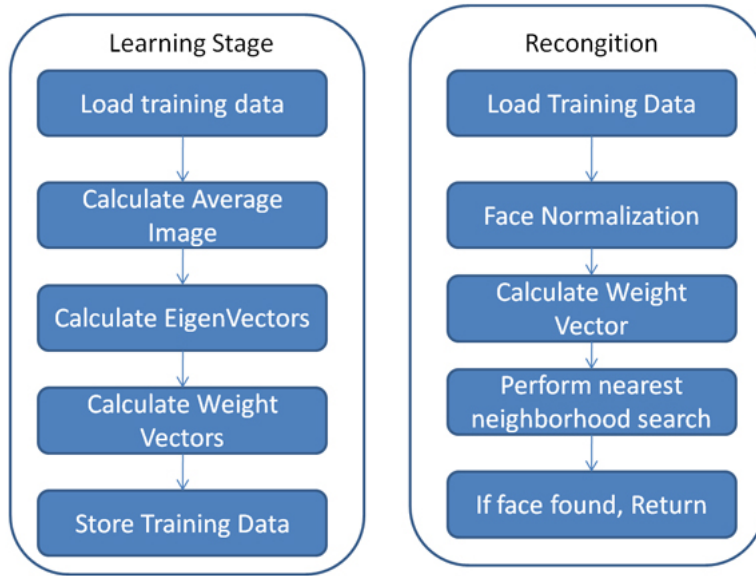 Learning Stage
Load training data
Calculate Average
Image
Calculate EigenVectors
Calculate Weight
Vectors
Store Training Data
Recongition
Load Training Data
Face Normalization
Calculate Weight
Vector
Perform nearest
neighborhood search
If face found, Return